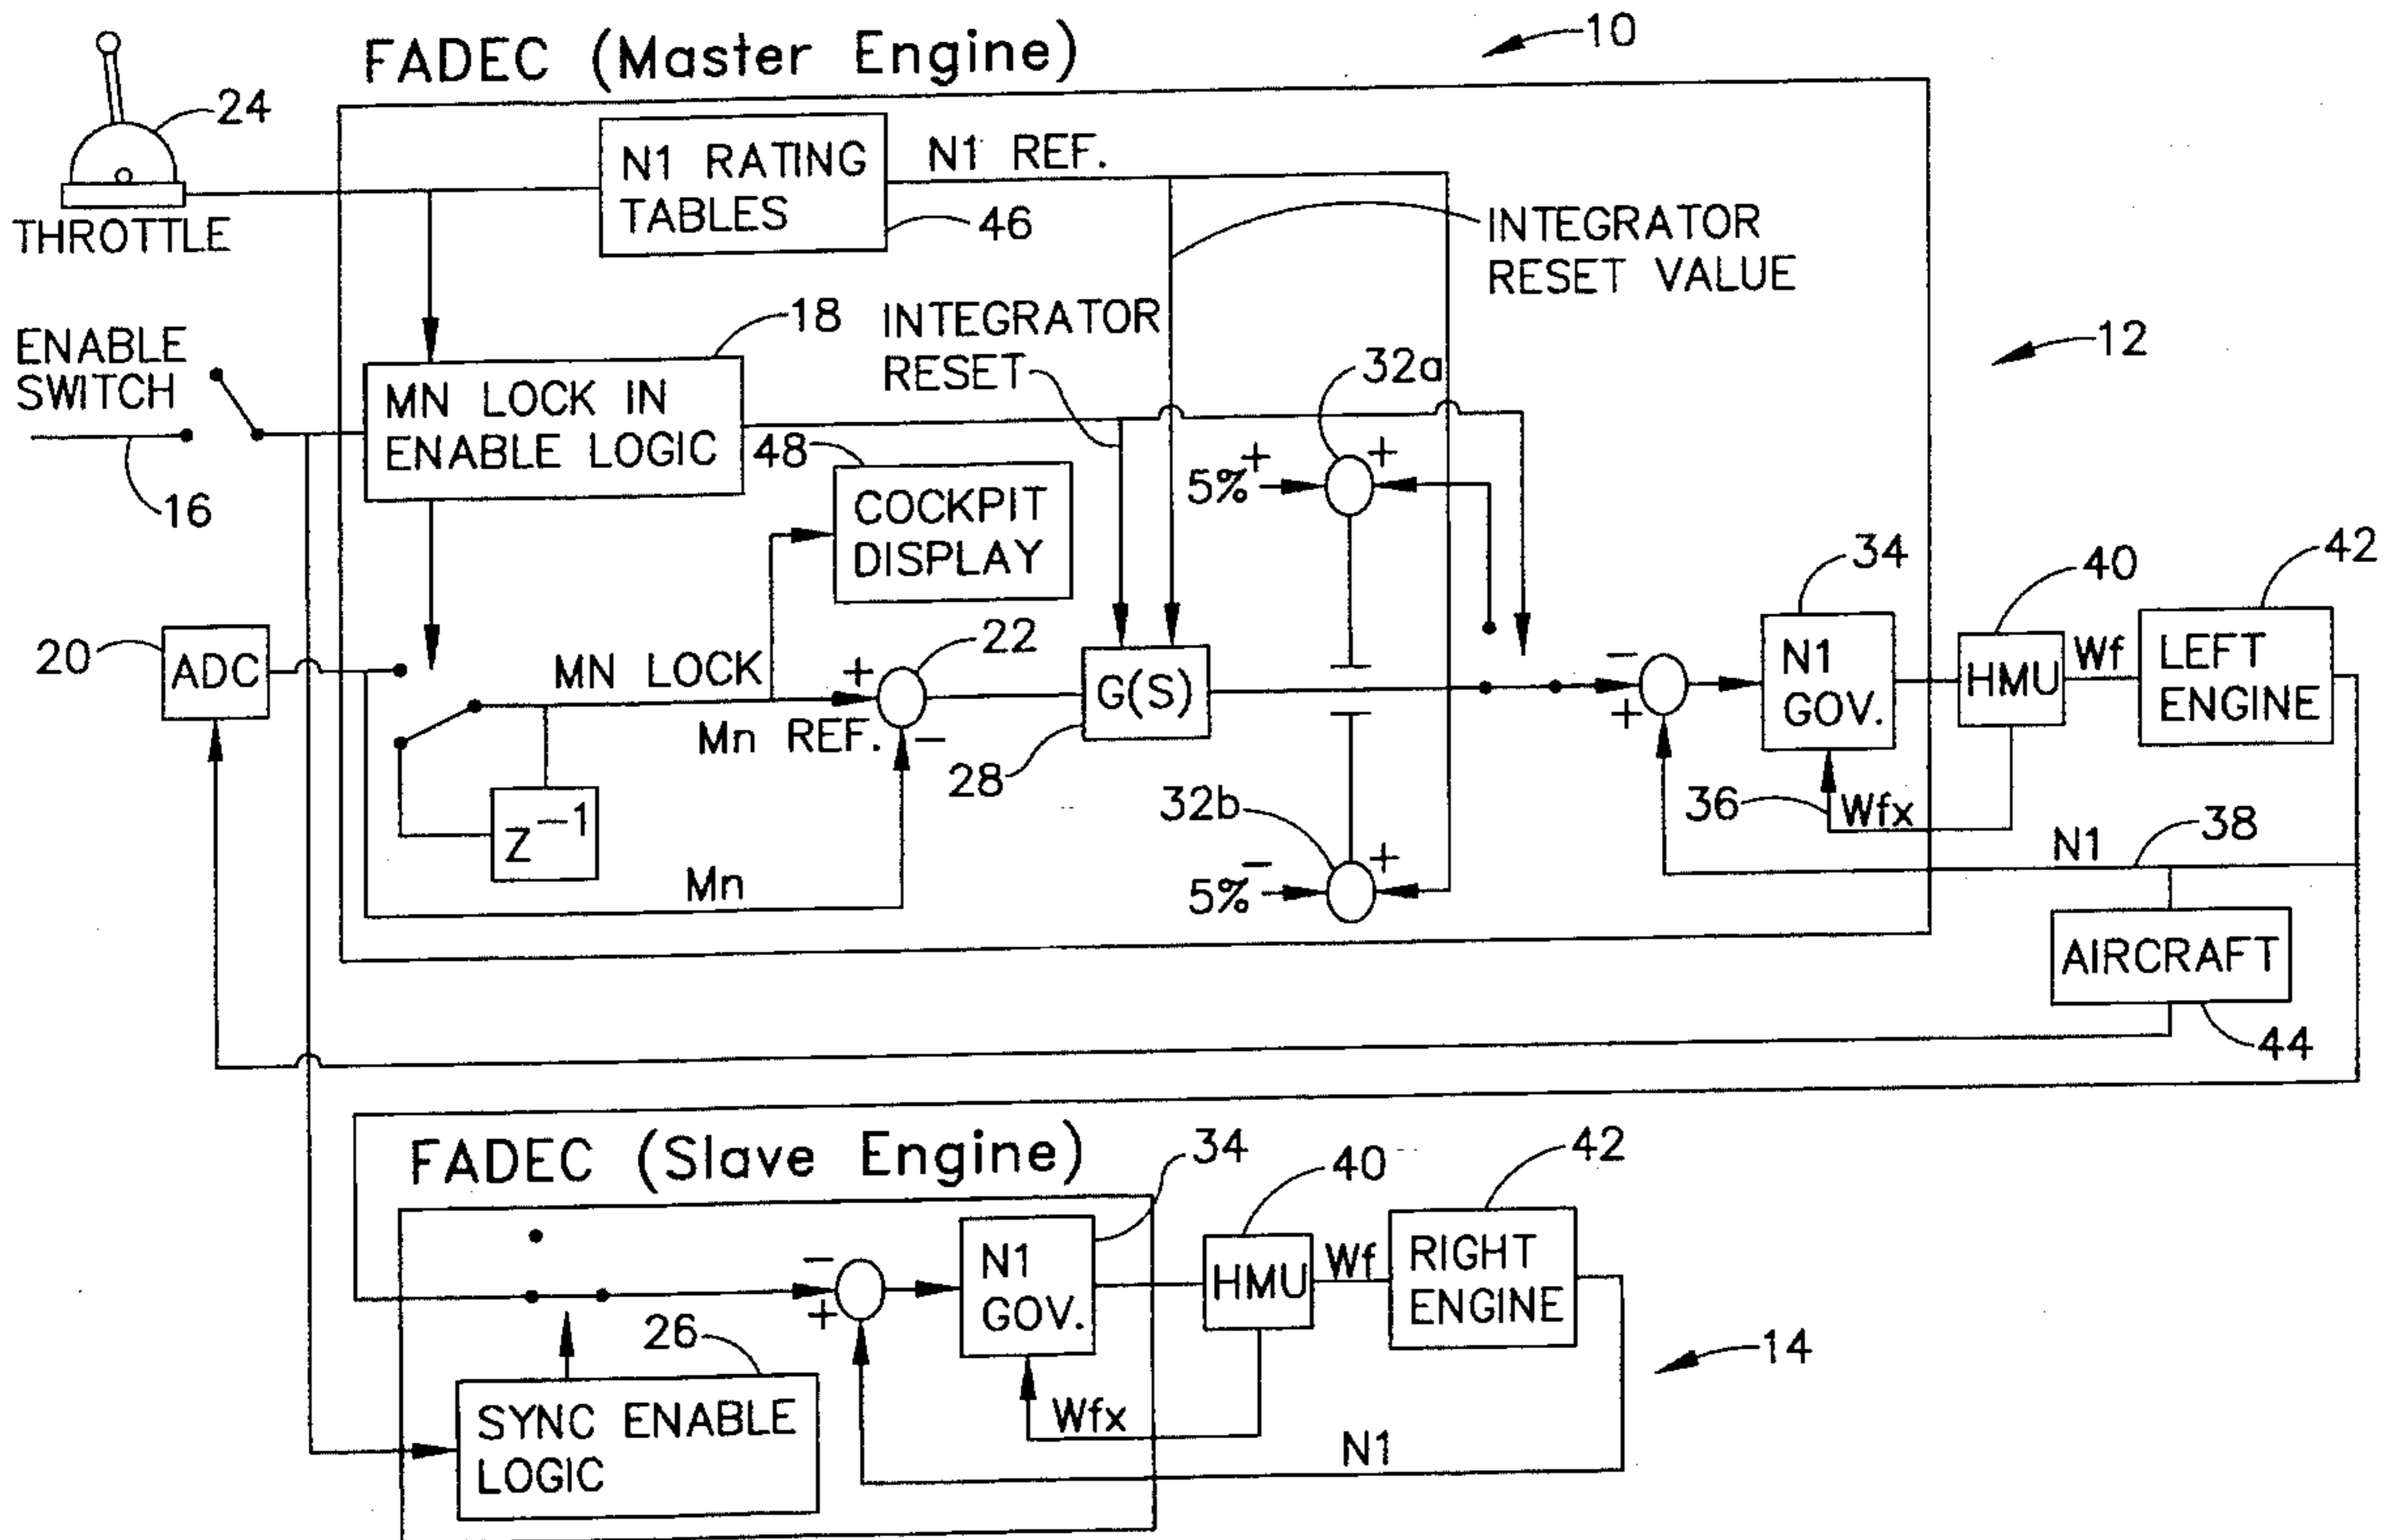 FADEC (Master Engine)
10
24
THROTTLE
N1 RATING
TABLES
N1 REF.
46
INTEGRATOR
RESET VALUE
ENABLE
SWITCH
16
18
MN LOCK IN
ENABLE LOGIC
INTEGRATOR
RESET
12
32a
48
COCKPIT
DISPLAY
5%
+
+
34
40
42
20
ADC
MN LOCK
Mn REF.
+
−
22
G(S)
28
−
+
N1
GOV.
HMU
Wf
LEFT
ENGINE
Z−1
Mn
32b
5%
−
+
36
Wfx
N1
38
AIRCRAFT
44
FADEC (Slave Engine)
34
40
42
−
+
N1
GOV.
HMU
Wf
RIGHT
ENGINE
26
SYNC ENABLE
LOGIC
Wfx
N1
14